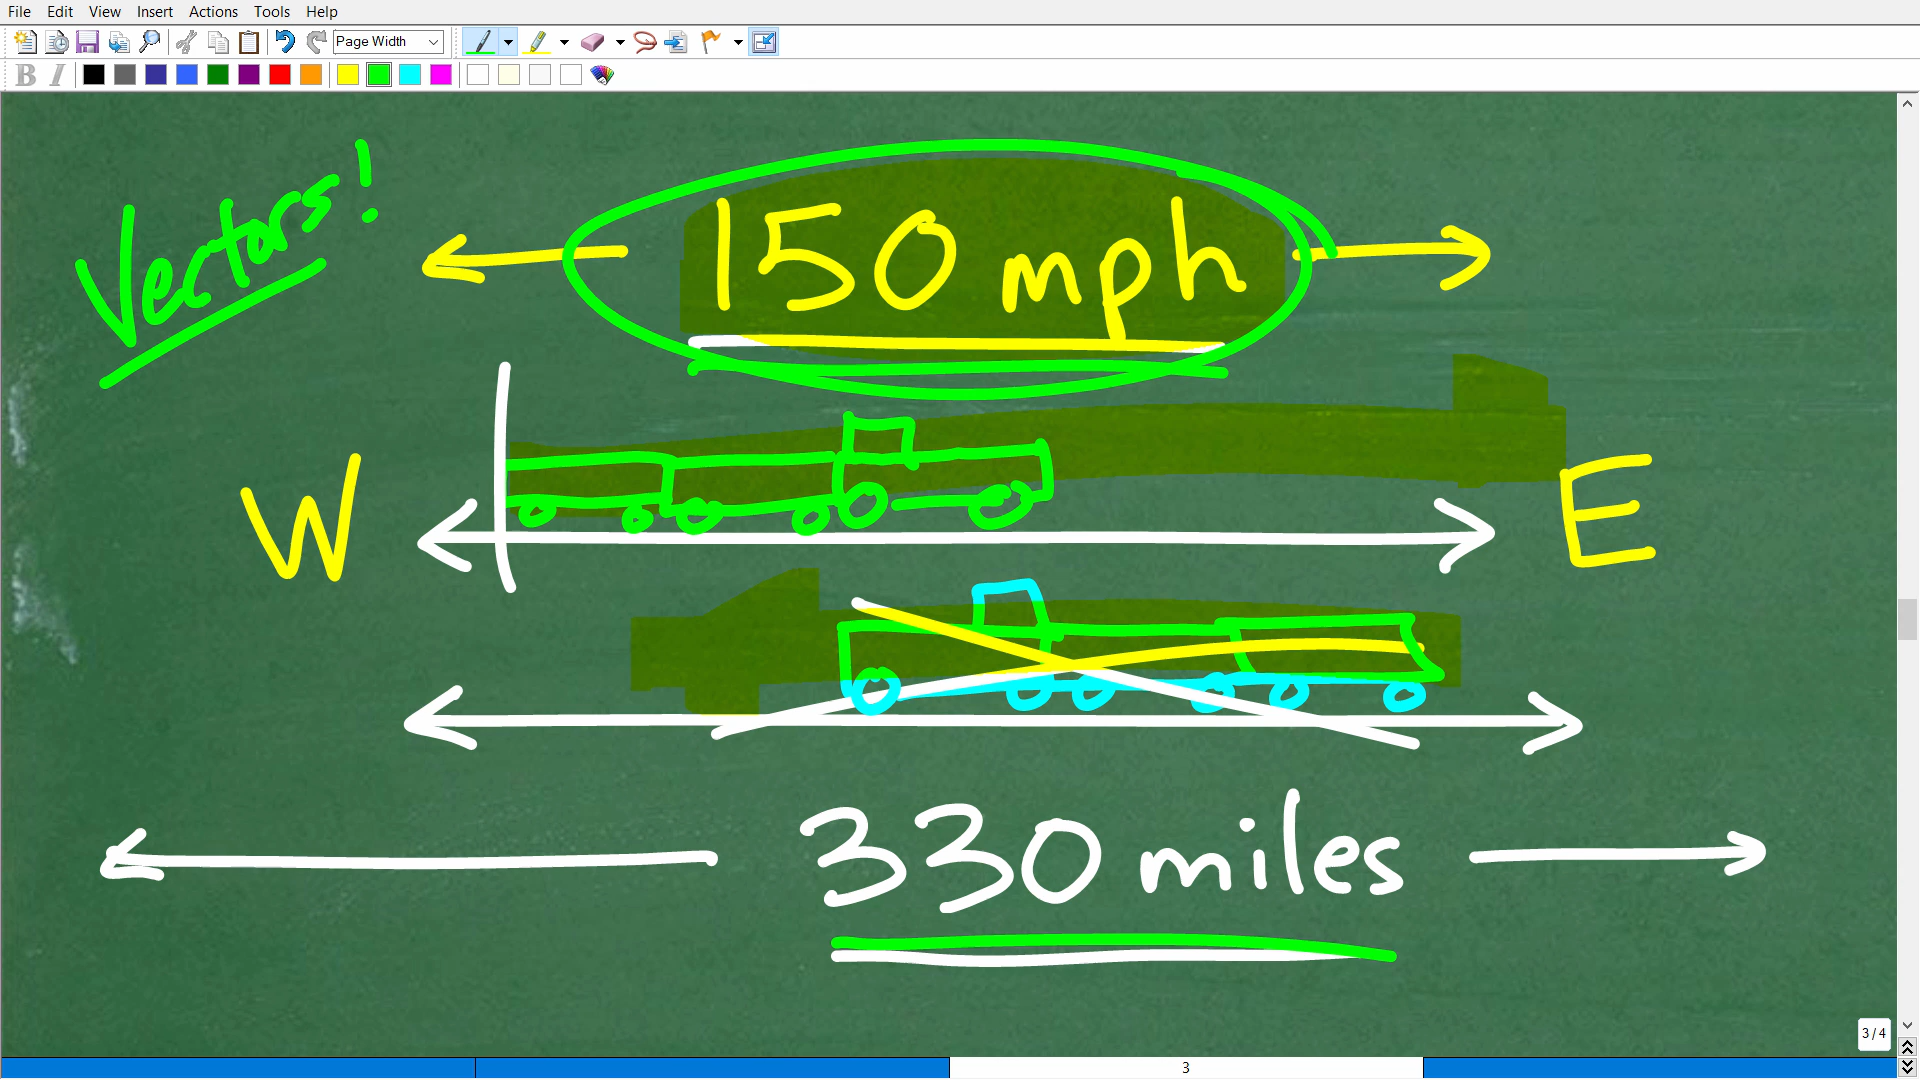 File Edit View Insert Actions Tools Help
Page Width
B I
Vectors!
150 mph
W
E
330 miles
3 / 4
3